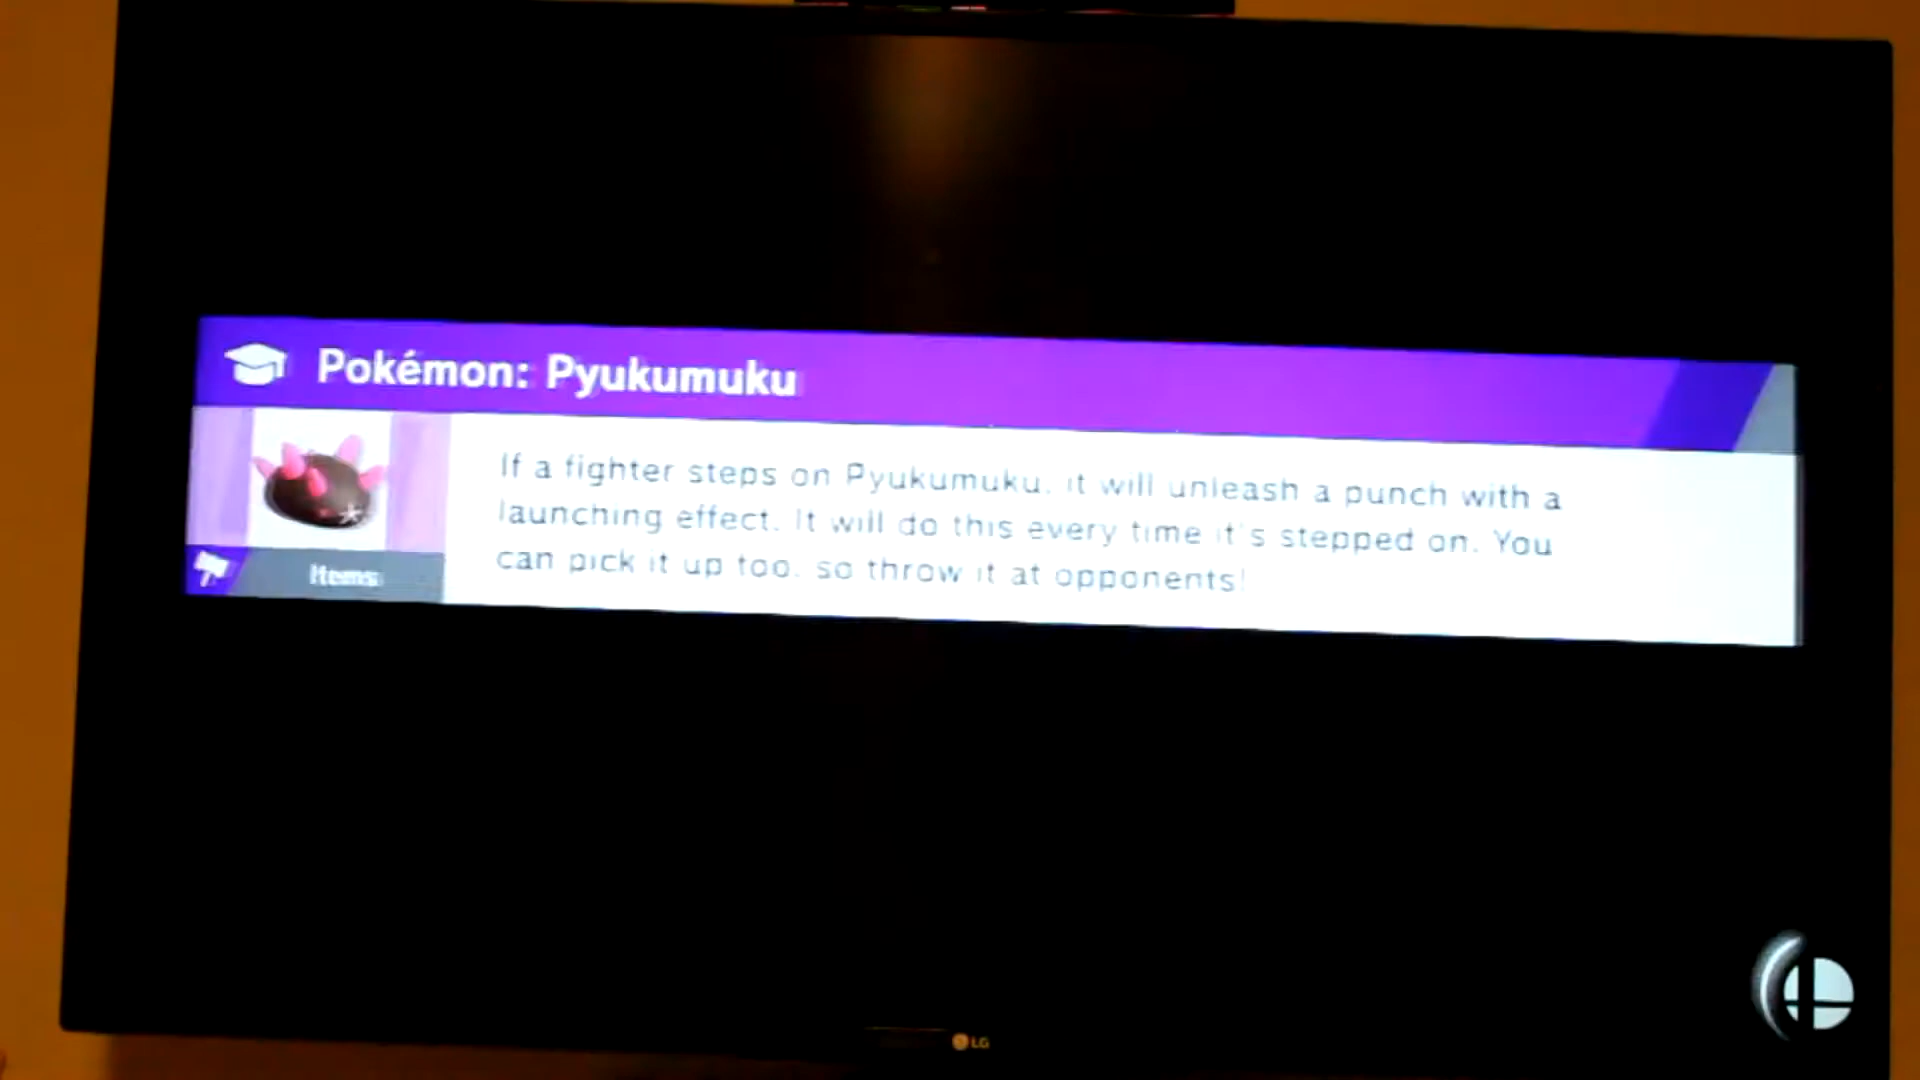 Pokémon: Pyukumuku
If a fighter steps on Pyukumuku, it will unleash a punch with a
launching effect. It will do this every time it's stepped on. You
can pick it up too, so throw it at opponents!
Items
LG